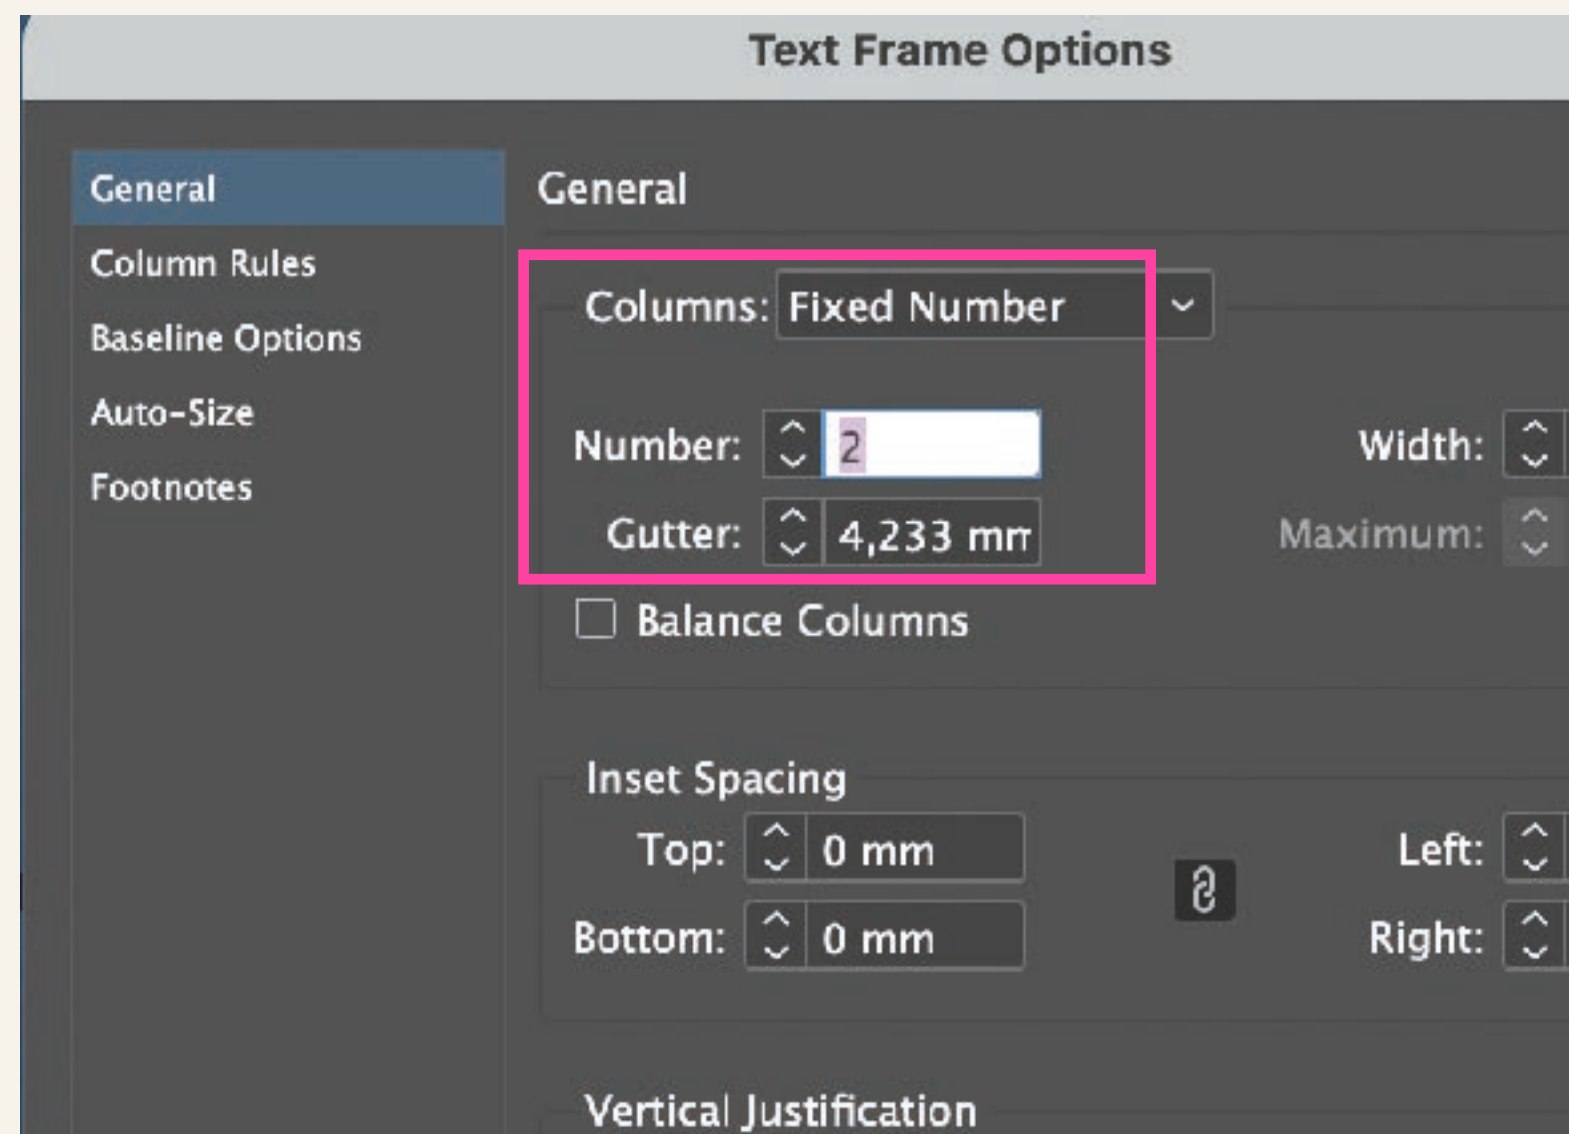 Text Frame Options
General
Column Rules
Baseline Options
Auto-Size
Footnotes
General
Columns: Fixed Number
Number: 2
Width:
Gutter: 4,233 mm
Maximum:
Balance Columns
Inset Spacing
Top: 0 mm
Left:
Bottom: 0 mm
Right:
Vertical Justification